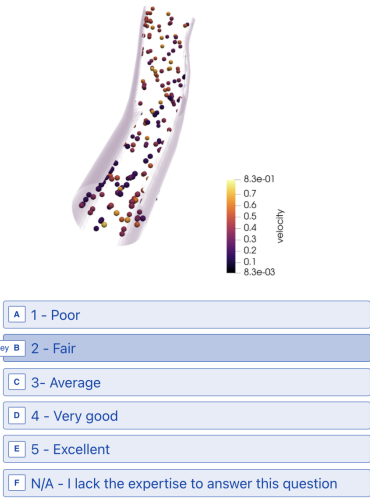 8.3e-01
0.7
0.6
0.5
0.4
0.3
0.2
0.1
8.3e-03
velocity
A 1 - Poor
ey B 2 - Fair
C 3- Average
D 4 - Very good
E 5 - Excellent
F N/A - I lack the expertise to answer this question